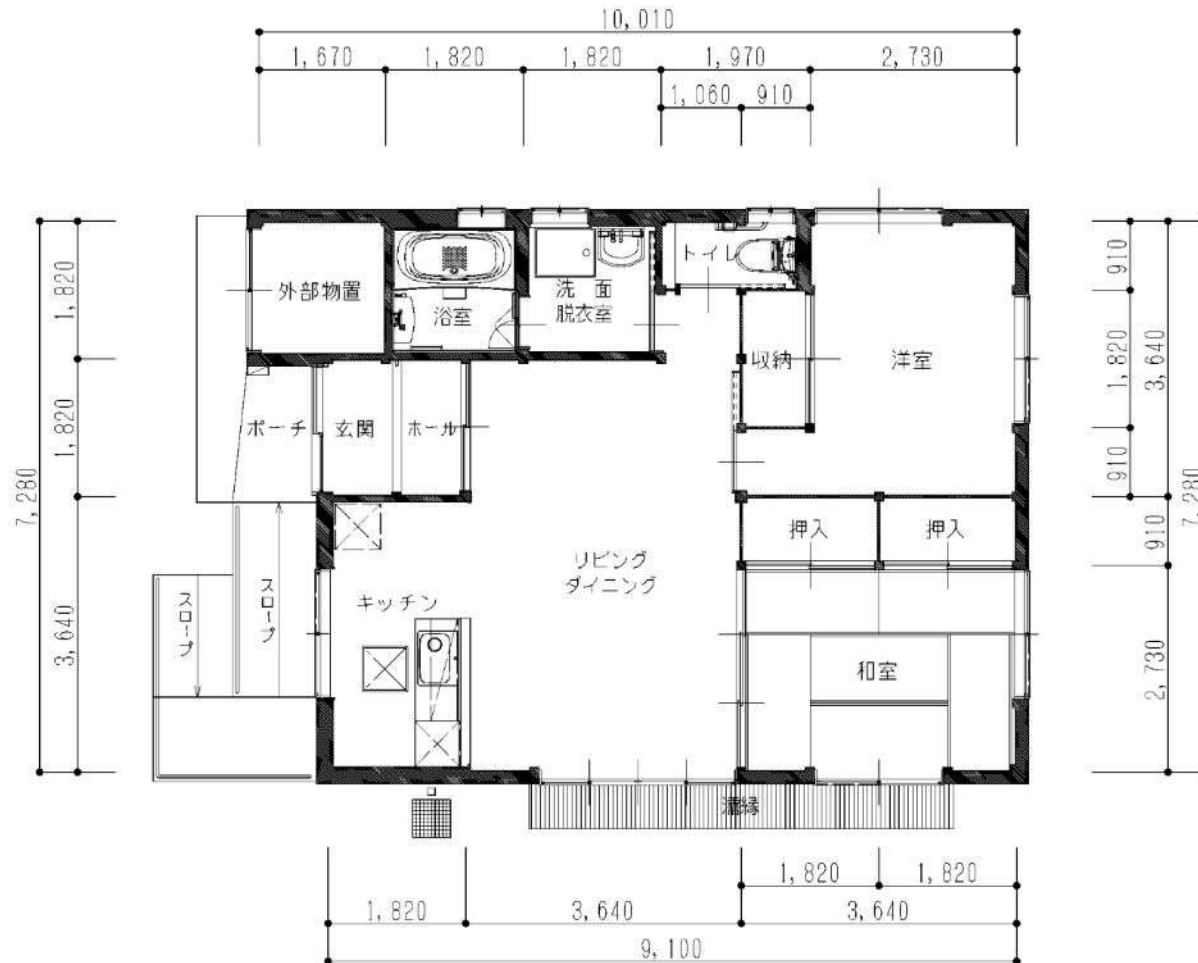 10,010
1,670
1,820
1,820
1,970
2,730
1,060
910
外部物置
浴室
洗 面
脱衣室
トイレ
収納
洋室
ポーチ
玄関
ホール
押入
押入
リビング
ダイニング
キッチン
和室
スロープ
スロープ
濡縁
7,280
1,820
1,820
3,640
910
1,820
910
3,640
910
2,730
7,280
1,820
1,820
1,820
3,640
3,640
9,100